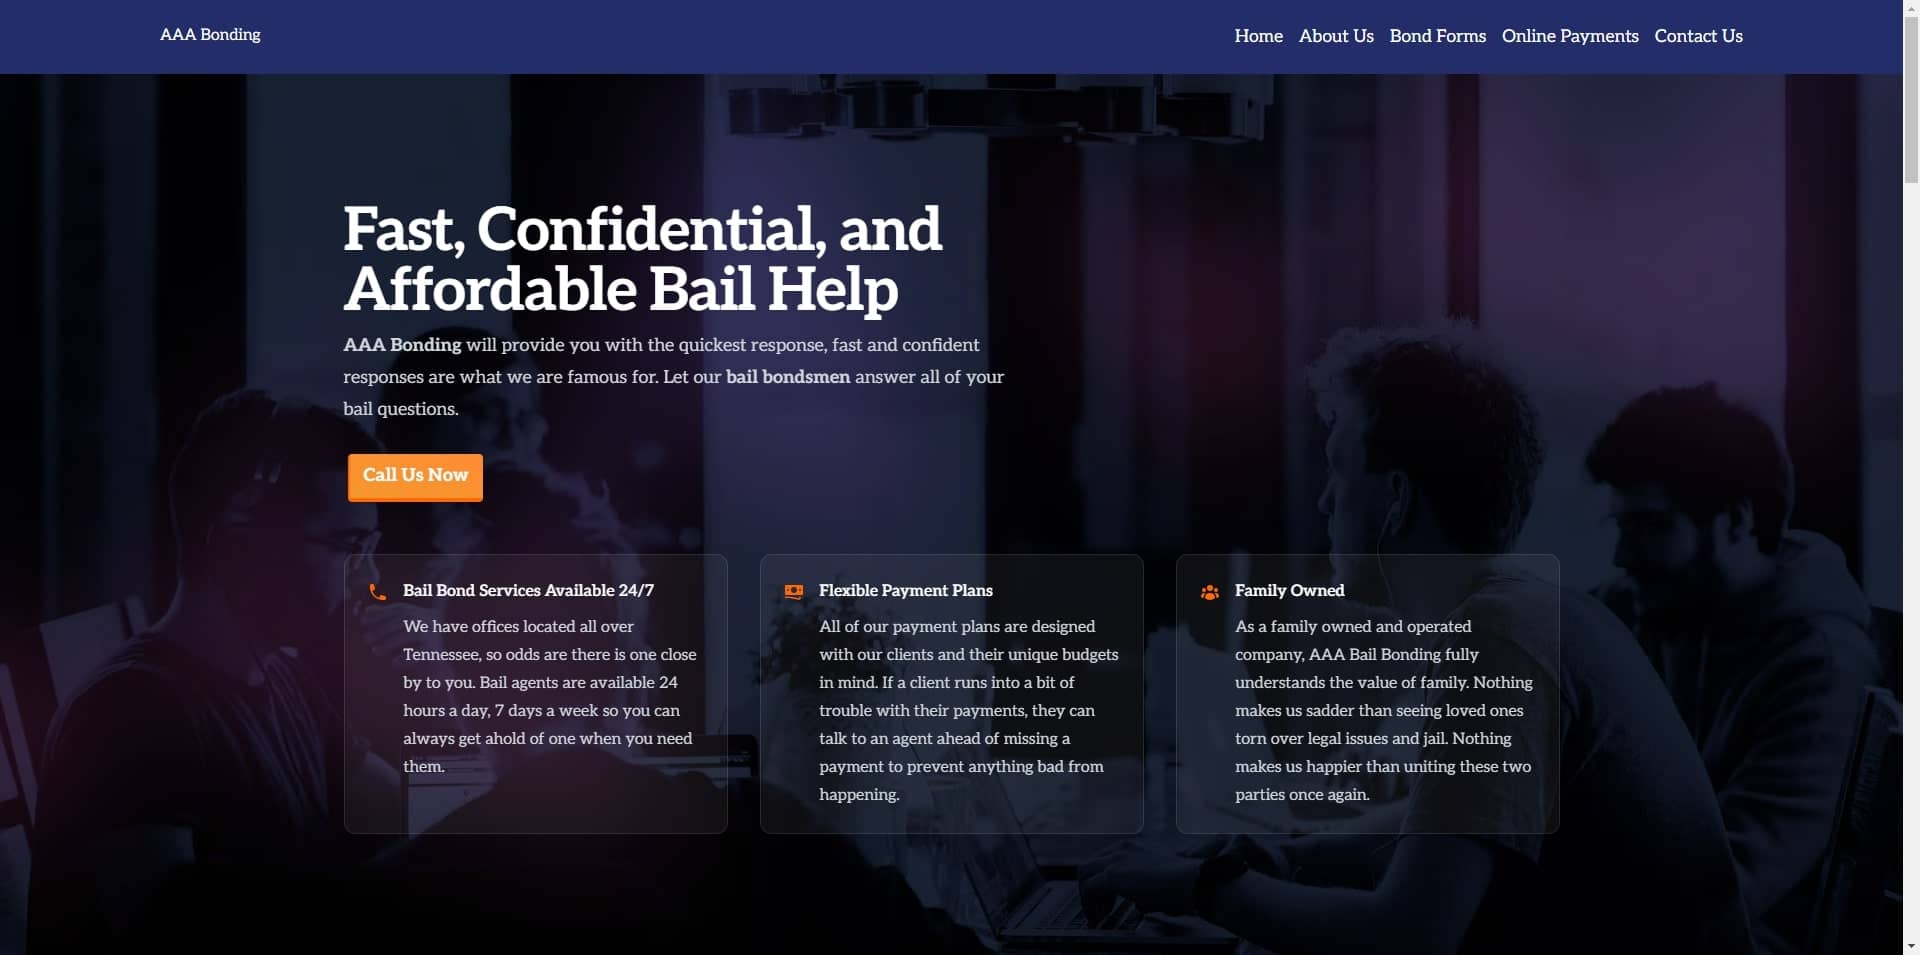 AAA Bonding
Home About Us Bond Forms Online Payments Contact Us
Fast, Confidential, and
Affordable Bail Help
AAA Bonding will provide you with the quickest response, fast and confident
responses are what we are famous for. Let our bail bondsmen answer all of your
bail questions.
Call Us Now
Bail Bond Services Available 24/7
We have offices located all over
Tennessee, so odds are there is one close
by to you. Bail agents are available 24
hours a day, 7 days a week so you can
always get ahold of one when you need
them.
Flexible Payment Plans
All of our payment plans are designed
with our clients and their unique budgets
in mind. If a client runs into a bit of
trouble with their payments, they can
talk to an agent ahead of missing a
payment to prevent anything bad from
happening.
Family Owned
As a family owned and operated
company, AAA Bail Bonding fully
understands the value of family. Nothing
makes us sadder than seeing loved ones
torn over legal issues and jail. Nothing
makes us happier than uniting these two
parties once again.